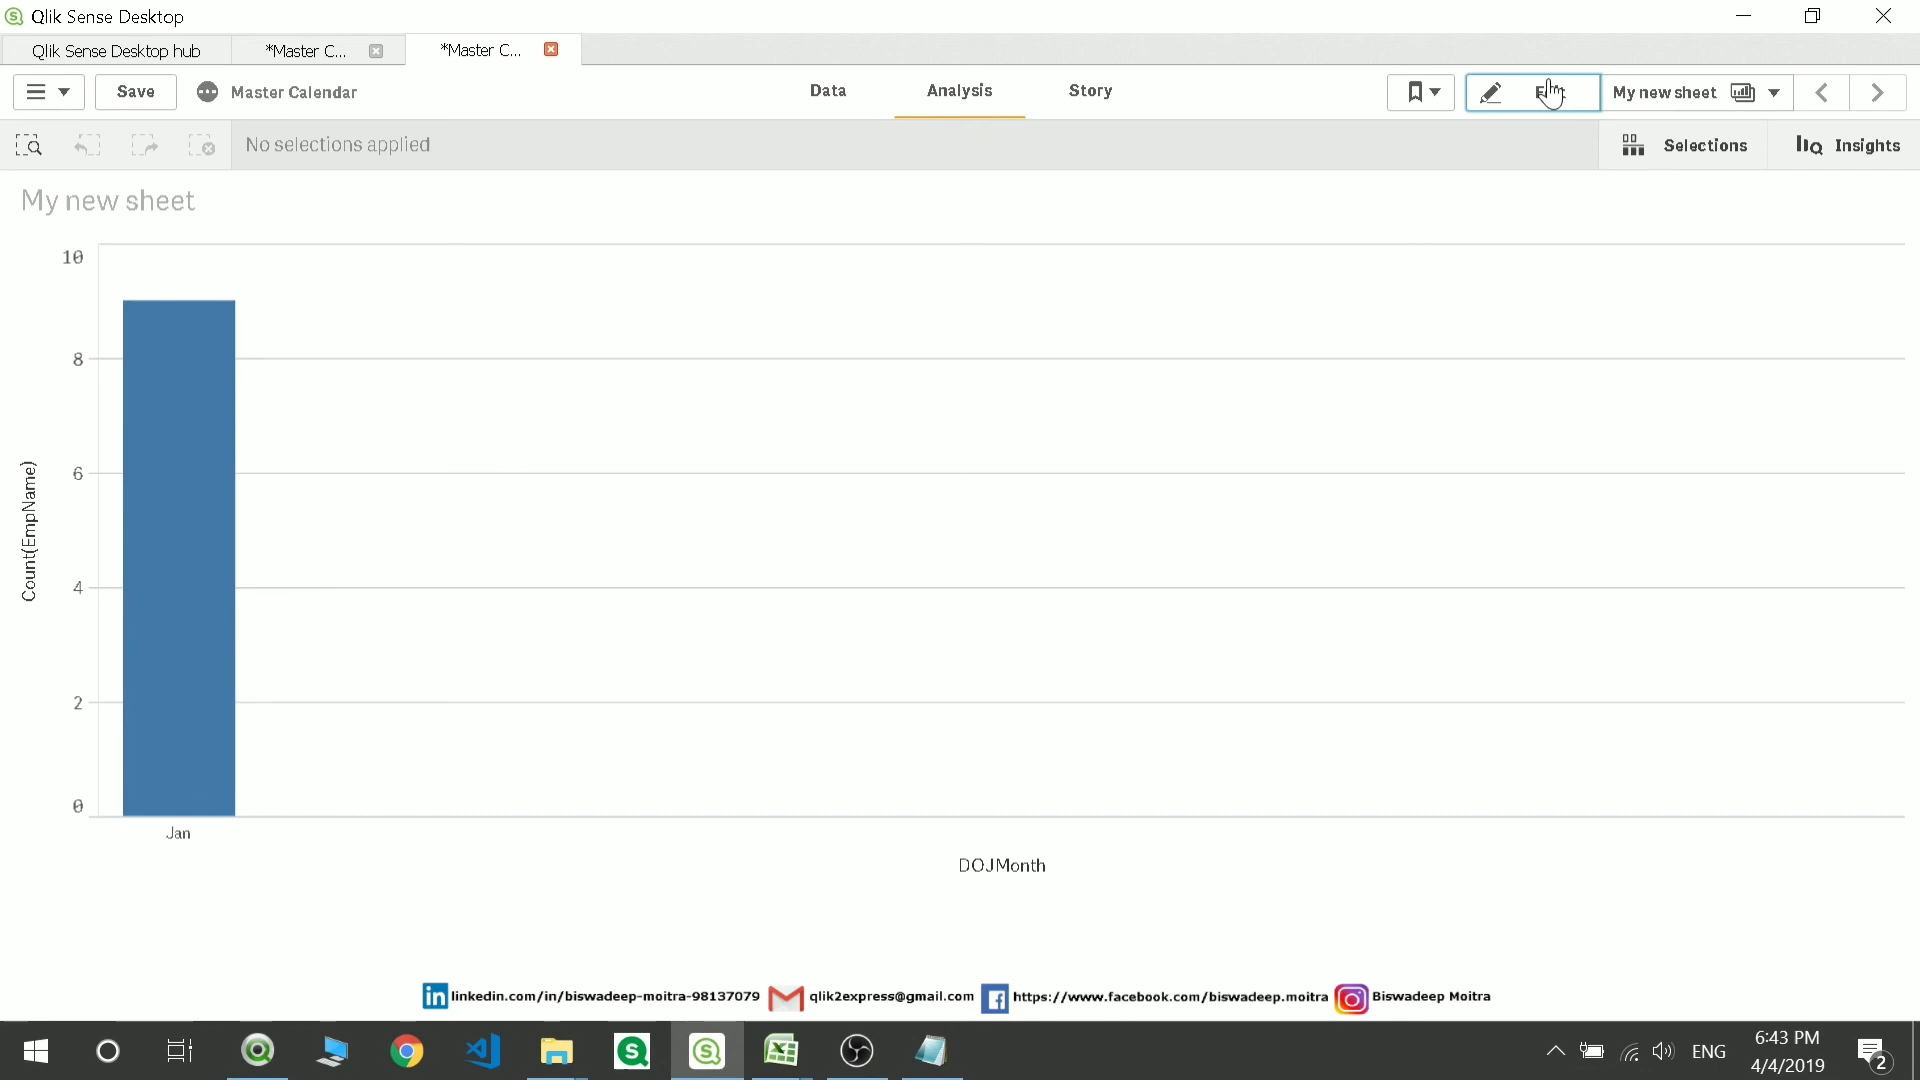 Qlik Sense Desktop
Qlik Sense Desktop hub
*Master C...
*Master C...
Save
Master Calendar
Data
Analysis
Story
My new sheet
No selections applied
Selections
Insights
My new sheet
10
8
6
4
2
0
Count(EmpName)
Jan
DOJMonth
linkedin.com/in/biswadeep-moitra-98137079
qlik2express@gmail.com
https://www.facebook.com/biswadeep.moitra
Biswadeep Moitra
ENG
6:43 PM
4/4/2019
2